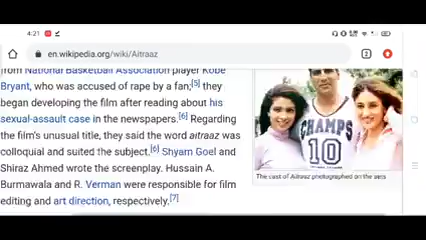 4:21
en.wikipedia.org/wiki/Aitraaz
2
from National Basketball Association player Kobe
Bryant, who was accused of rape by a fan;[5] they
began developing the film after reading about his
sexual-assault case in the newspapers.[6] Regarding
the film's unusual title, they said the word aitraaz was
colloquial and suited the subject.[6] Shyam Goel and
Shiraz Ahmed wrote the screenplay. Hussain A.
Burmawala and R. Verman were responsible for film
editing and art direction, respectively.[7]
CHAMPS
10
The cast of Aitraaz photographed on the sets